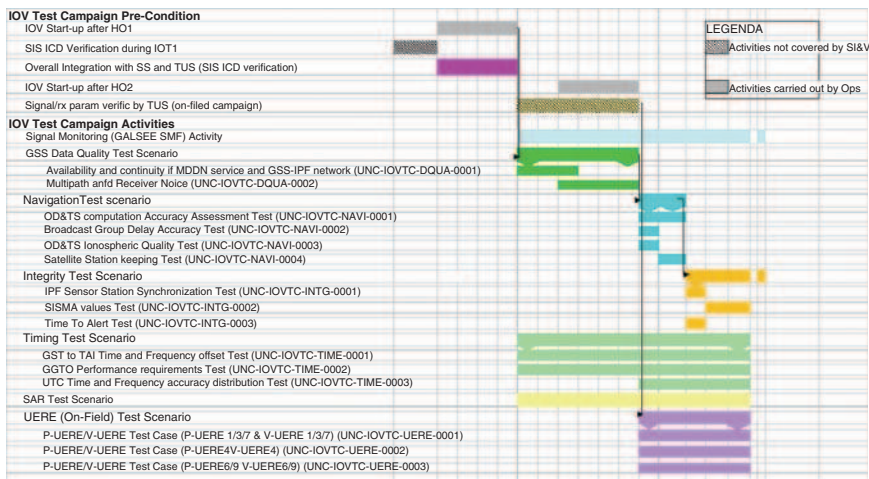 IOV Test Campaign Pre-Condition
IOV Start-up after HO1
LEGENDA
SIS ICD Verification during IOT1
Activities not covered by SI&V
Overall Integration with SS and TUS (SIS ICD verification)
IOV Start-up after HO2
Activities carried out by Ops
Signal/rx param verific by TUS (on-filed campaign)
IOV Test Campaign Activities
Signal Monitoring (GALSEE SMF) Activity
GSS Data Quality Test Scenario
Availability and continuity if MDDN service and GSS-IPF network (UNC-IOVTC-DQUA-0001)
Multipath anfd Receiver Noice (UNC-IOVTC-DQUA-0002)
NavigationTest scenario
OD&TS computation Accuracy Assessment Test (UNC-IOVTC-NAVI-0001)
Broadcast Group Delay Accuracy Test (UNC-IOVTC-NAVI-0002)
OD&TS Ionospheric Quality Test (UNC-IOVTC-NAVI-0003)
Satellite Station keeping Test (UNC-IOVTC-NAVI-0004)
Integrity Test Scenario
IPF Sensor Station Synchronization Test (UNC-IOVTC-INTG-0001)
SISMA values Test (UNC-IOVTC-INTG-0002)
Time To Alert Test (UNC-IOVTC-INTG-0003)
Timing Test Scenario
GST to TAI Time and Frequency offset Test (UNC-IOVTC-TIME-0001)
GGTO Performance requirements Test (UNC-IOVTC-TIME-0002)
UTC Time and Frequency accuracy distribution Test (UNC-IOVTC-TIME-0003)
SAR Test Scenario
UERE (On-Field) Test Scenario
P-UERE/V-UERE Test Case (P-UERE 1/3/7 & V-UERE 1/3/7) (UNC-IOVTC-UERE-0001)
P-UERE/V-UERE Test Case (P-UERE4V-UERE4) (UNC-IOVTC-UERE-0002)
P-UERE/V-UERE Test Case (P-UERE6/9 V-UERE6/9) (UNC-IOVTC-UERE-0003)